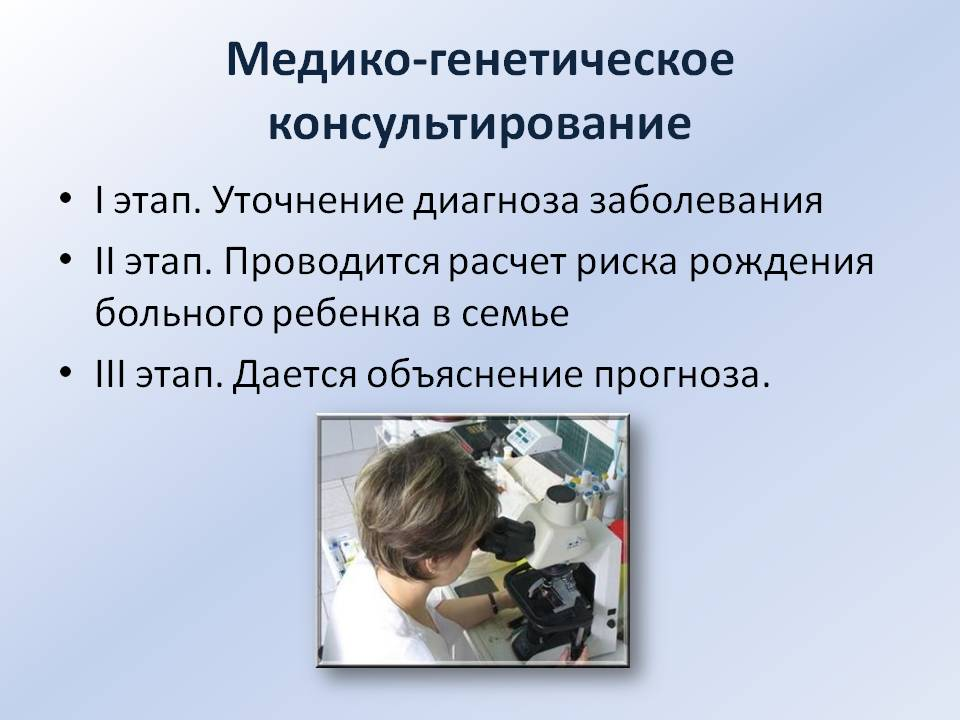 Медико-генетическое
консультирование
• I этап. Уточнение диагноза заболевания
• II этап. Проводится расчет риска рождения
больного ребенка в семье
• III этап. Дается объяснение прогноза.